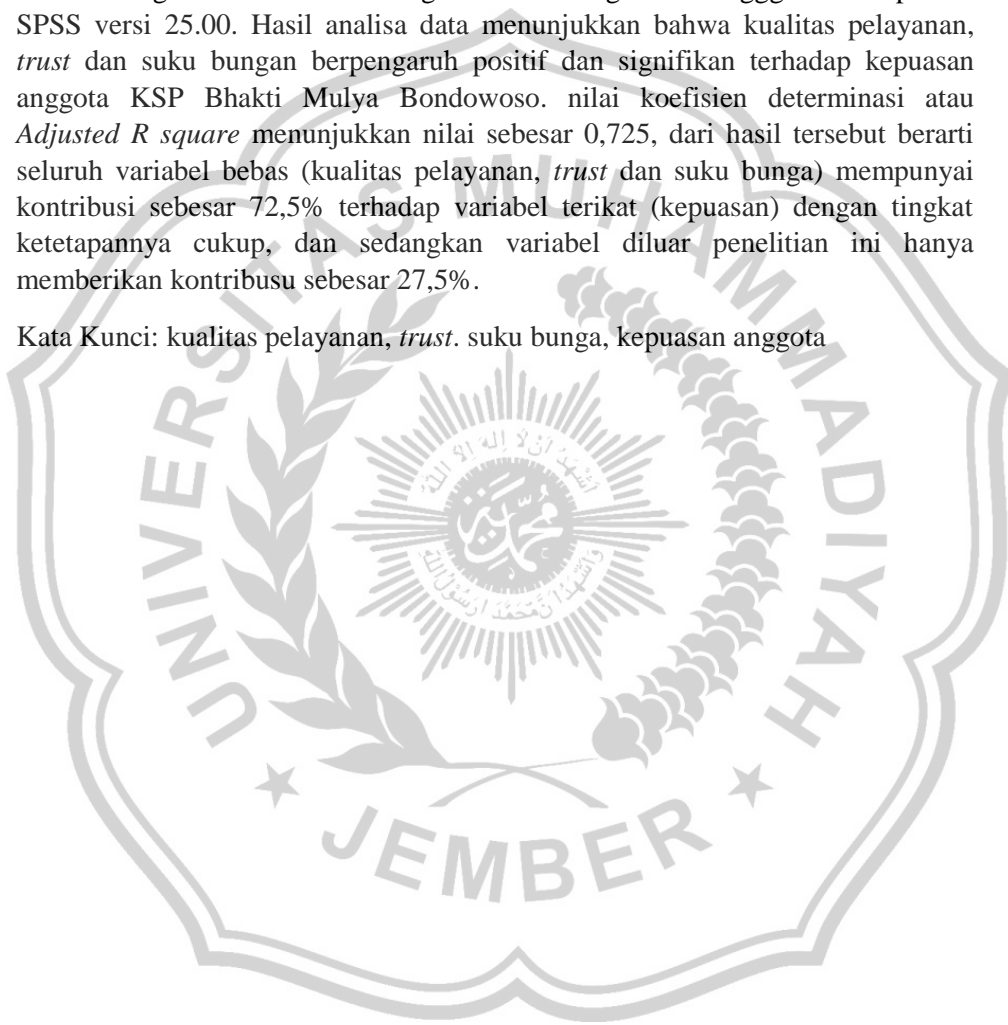 SPSS versi 25.00. Hasil analisa data menunjukkan bahwa kualitas pelayanan,
trust dan suku bungan berpengaruh positif dan signifikan terhadap kepuasan
anggota KSP Bhakti Mulya Bondowoso. nilai koefisien determinasi atau
Adjusted R square menunjukkan nilai sebesar 0,725, dari hasil tersebut berarti
seluruh variabel bebas (kualitas pelayanan, trust dan suku bunga) mempunyai
kontribusi sebesar 72,5% terhadap variabel terikat (kepuasan) dengan tingkat
ketetapannya cukup, dan sedangkan variabel diluar penelitian ini hanya
memberikan kontribusu sebesar 27,5%.
Kata Kunci: kualitas pelayanan, trust. suku bunga, kepuasan anggota
UNIVERSITAS MUHAMMADIYAH
JEMBER